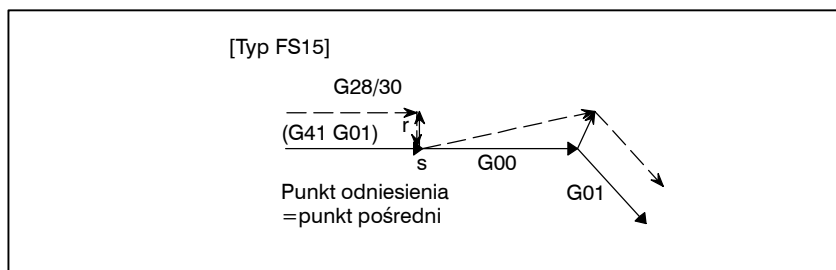 [Typ FS15]
G28/30
(G41 G01)
r
s
G00
G01
Punkt odniesienia
=punkt pośredni